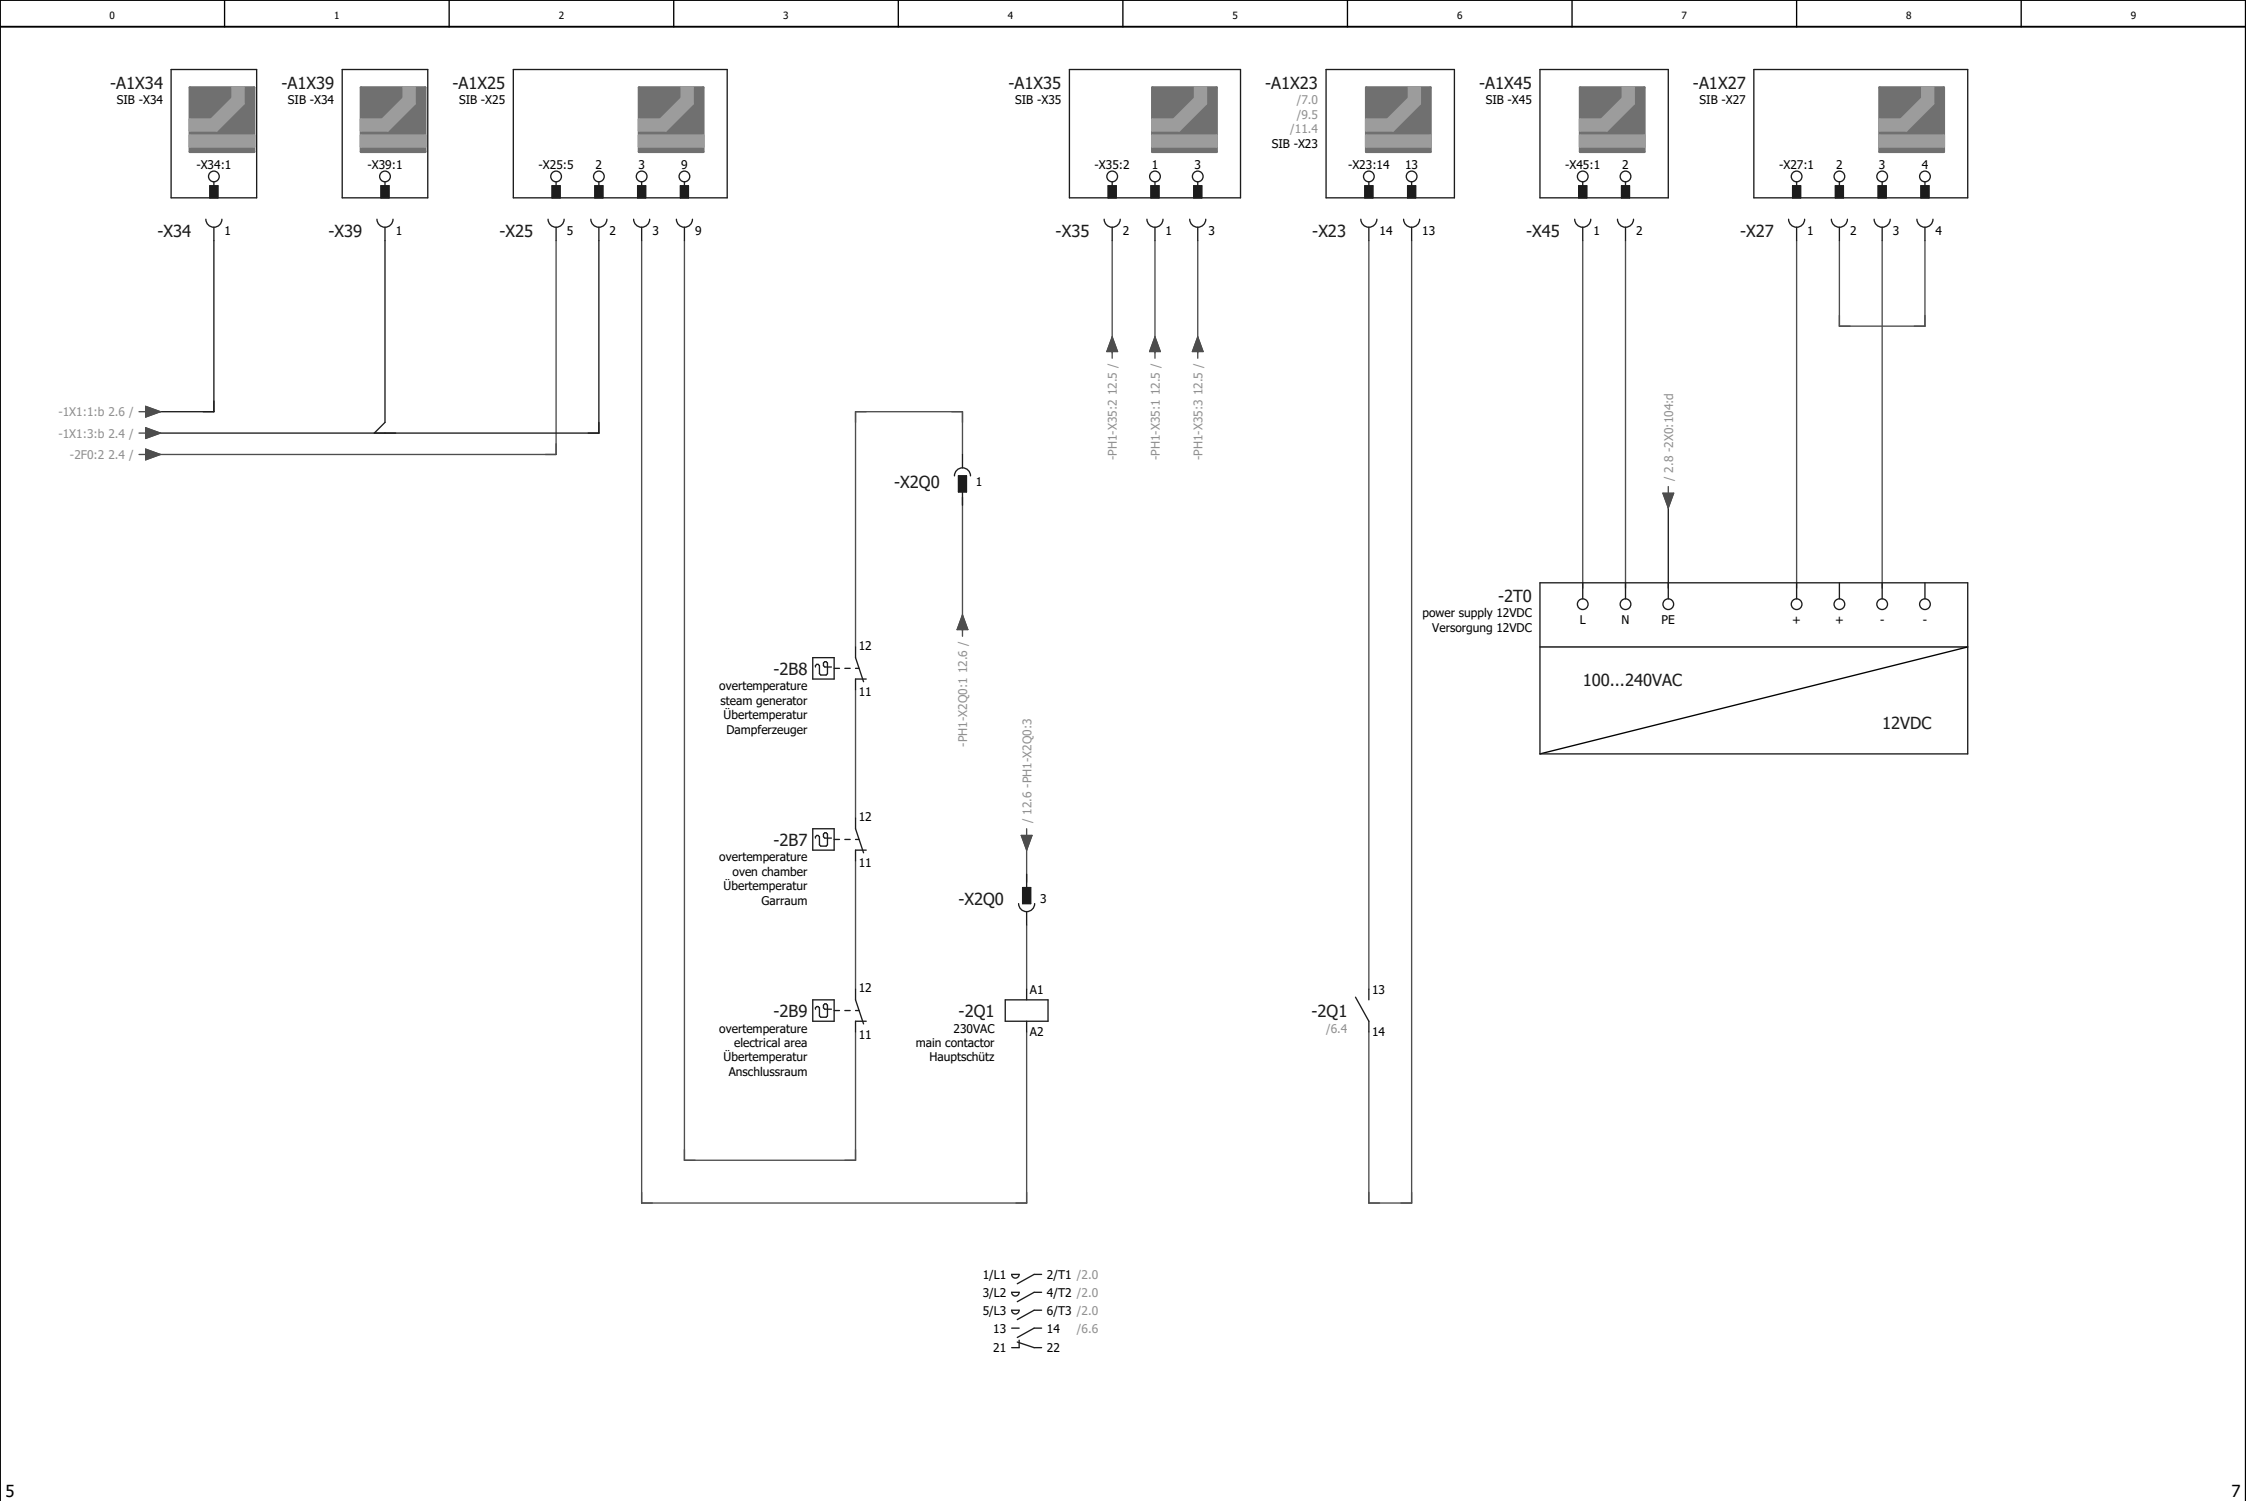 0 1 2 3 4 5 6 7 8 9
-A1X34
SIB -X34
-X34:1
-X34 1
-A1X39
SIB -X34
-X39:1
-X39 1
-A1X25
SIB -X25
-X25:5 2 3 9
-X25 5 2 3 9
-A1X35
SIB -X35
-X35:2 1 3
-X35 2 1 3
-A1X23
/7.0
/9.5
/11.4
SIB -X23
-X23:14 13
-X23 14 13
-A1X45
SIB -X45
-X45:1 2
-X45 1 2
-A1X27
SIB -X27
-X27:1 2 3 4
-X27 1 2 3 4
-1X1:1:b 2.6 /
-1X1:3:b 2.4 /
-2F0:2 2.4 /
-PH1-X35:2 12.5 /
-PH1-X35:1 12.5 /
-PH1-X35:3 12.5 /
/ 2.8 -2X0:104:d
-X2Q0 1
-PH1-X2Q0:1 12.6 /
-2T0
power supply 12VDC
Versorgung 12VDC
L N PE + + - -
100...240VAC
12VDC
12
-2B8
11
overtemperature
steam generator
Übertemperatur
Dampferzeuger
/ 12.6 -PH1-X2Q0:3
12
-2B7
11
overtemperature
oven chamber
Übertemperatur
Garraum
-X2Q0 3
12
-2B9
11
overtemperature
electrical area
Übertemperatur
Anschlussraum
A1
-2Q1
A2
230VAC
main contactor
Hauptschütz
13
-2Q1
/6.4
14
1/L1 2/T1 /2.0
3/L2 4/T2 /2.0
5/L3 6/T3 /2.0
13 14 /6.6
21 22
5 7